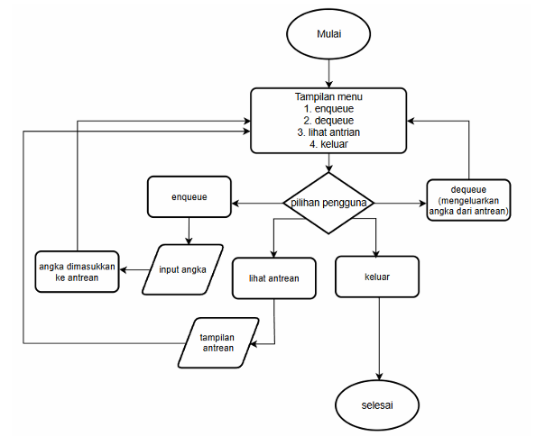 Mulai
Tampilan menu
1. enqueue
2. dequeue
3. lihat antrian
4. keluar
pilihan pengguna
enqueue
dequeue
(mengeluarkan
angka dari antrean)
input angka
angka dimasukkan
ke antrean
lihat antrean
keluar
tampilan
antrean
selesai